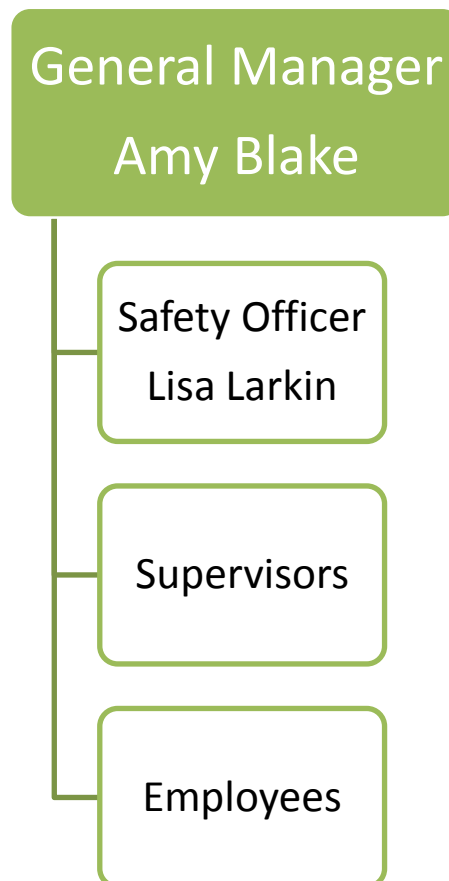 General Manager
Amy Blake
Safety Officer
Lisa Larkin
Supervisors
Employees